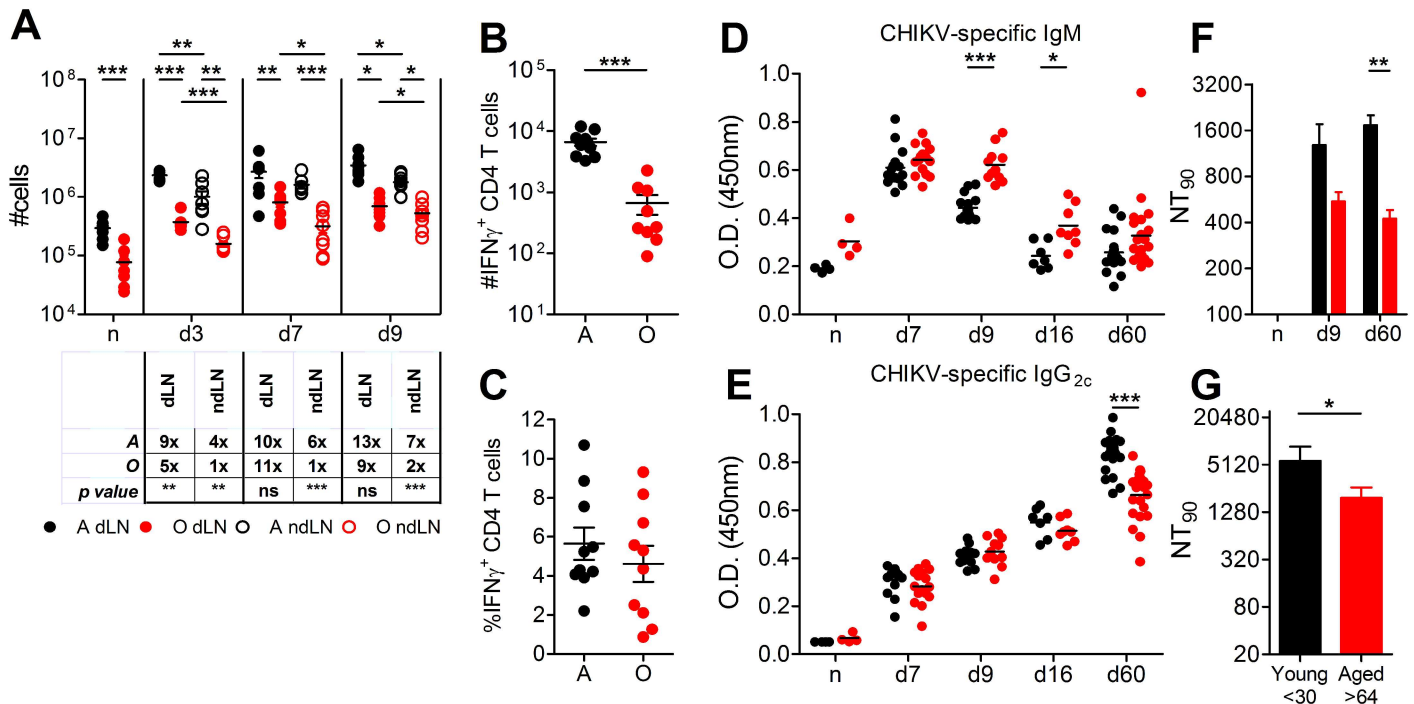 A
** * *
*** *** ** ** *** * *
*** *
10^8
10^7
10^6
10^5
10^4
#cells
n d3 d7 d9
dLN ndLN dLN ndLN dLN ndLN
A 9x 4x 10x 6x 13x 7x
O 5x 1x 11x 1x 9x 2x
p value ** ** ns *** ns ***
A dLN O dLN A ndLN O ndLN
B
***
10^5
10^4
10^3
10^2
10^1
#IFNγ+ CD4 T cells
A O
C
12
10
8
6
4
2
0
%IFNγ+ CD4 T cells
A O
D
CHIKV-specific IgM
*** *
1.0
0.8
0.6
0.4
0.2
0.0
O.D. (450nm)
n d7 d9 d16 d60
E
CHIKV-specific IgG2c
***
1.0
0.8
0.6
0.4
0.2
0.0
O.D. (450nm)
n d7 d9 d16 d60
F
**
3200
1600
800
400
200
100
NT90
n d9 d60
G
*
20480
5120
1280
320
80
20
NT90
Young Aged
<30 >64